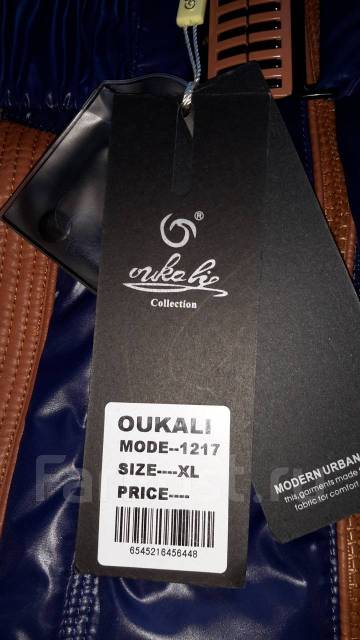 ®
oukali
Collection
OUKALI
MODE--1217
SIZE----XL
PRICE----
6545216456448
MODERN URBAN
this garments made
fabric for comfort